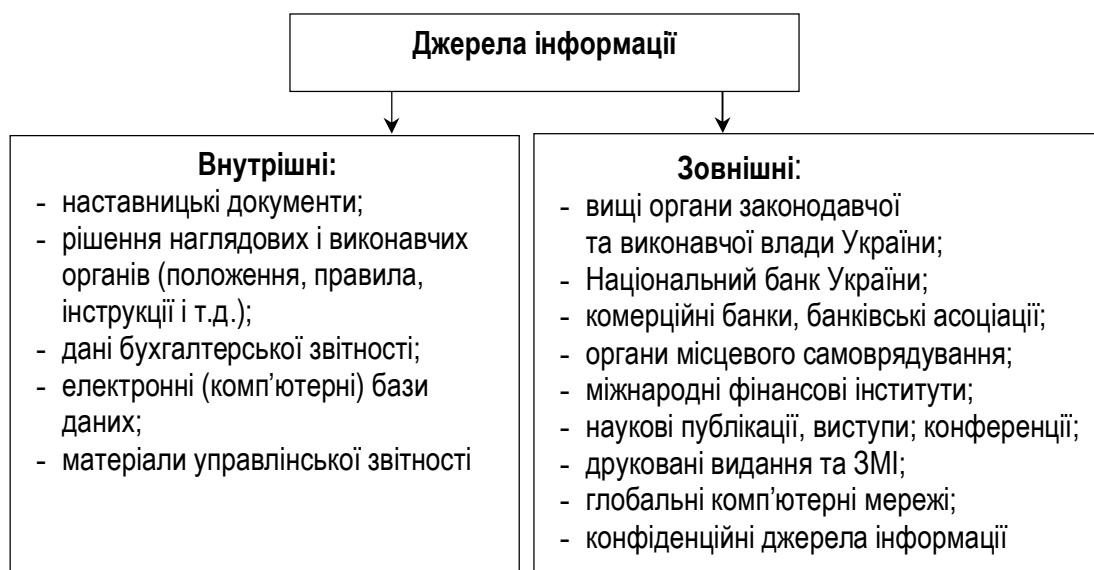 Джерела інформації
Внутрішні:
- наставницькі документи;
- рішення наглядових і виконавчих
органів (положення, правила,
інструкції і т.д.);
- дані бухгалтерської звітності;
- електронні (комп’ютерні) бази
даних;
- матеріали управлінської звітності
Зовнішні:
- вищі органи законодавчої
та виконавчої влади України;
- Національний банк України;
- комерційні банки, банківські асоціації;
- органи місцевого самоврядування;
- міжнародні фінансові інститути;
- наукові публікації, виступи; конференції;
- друковані видання та ЗМІ;
- глобальні комп’ютерні мережі;
- конфіденційні джерела інформації